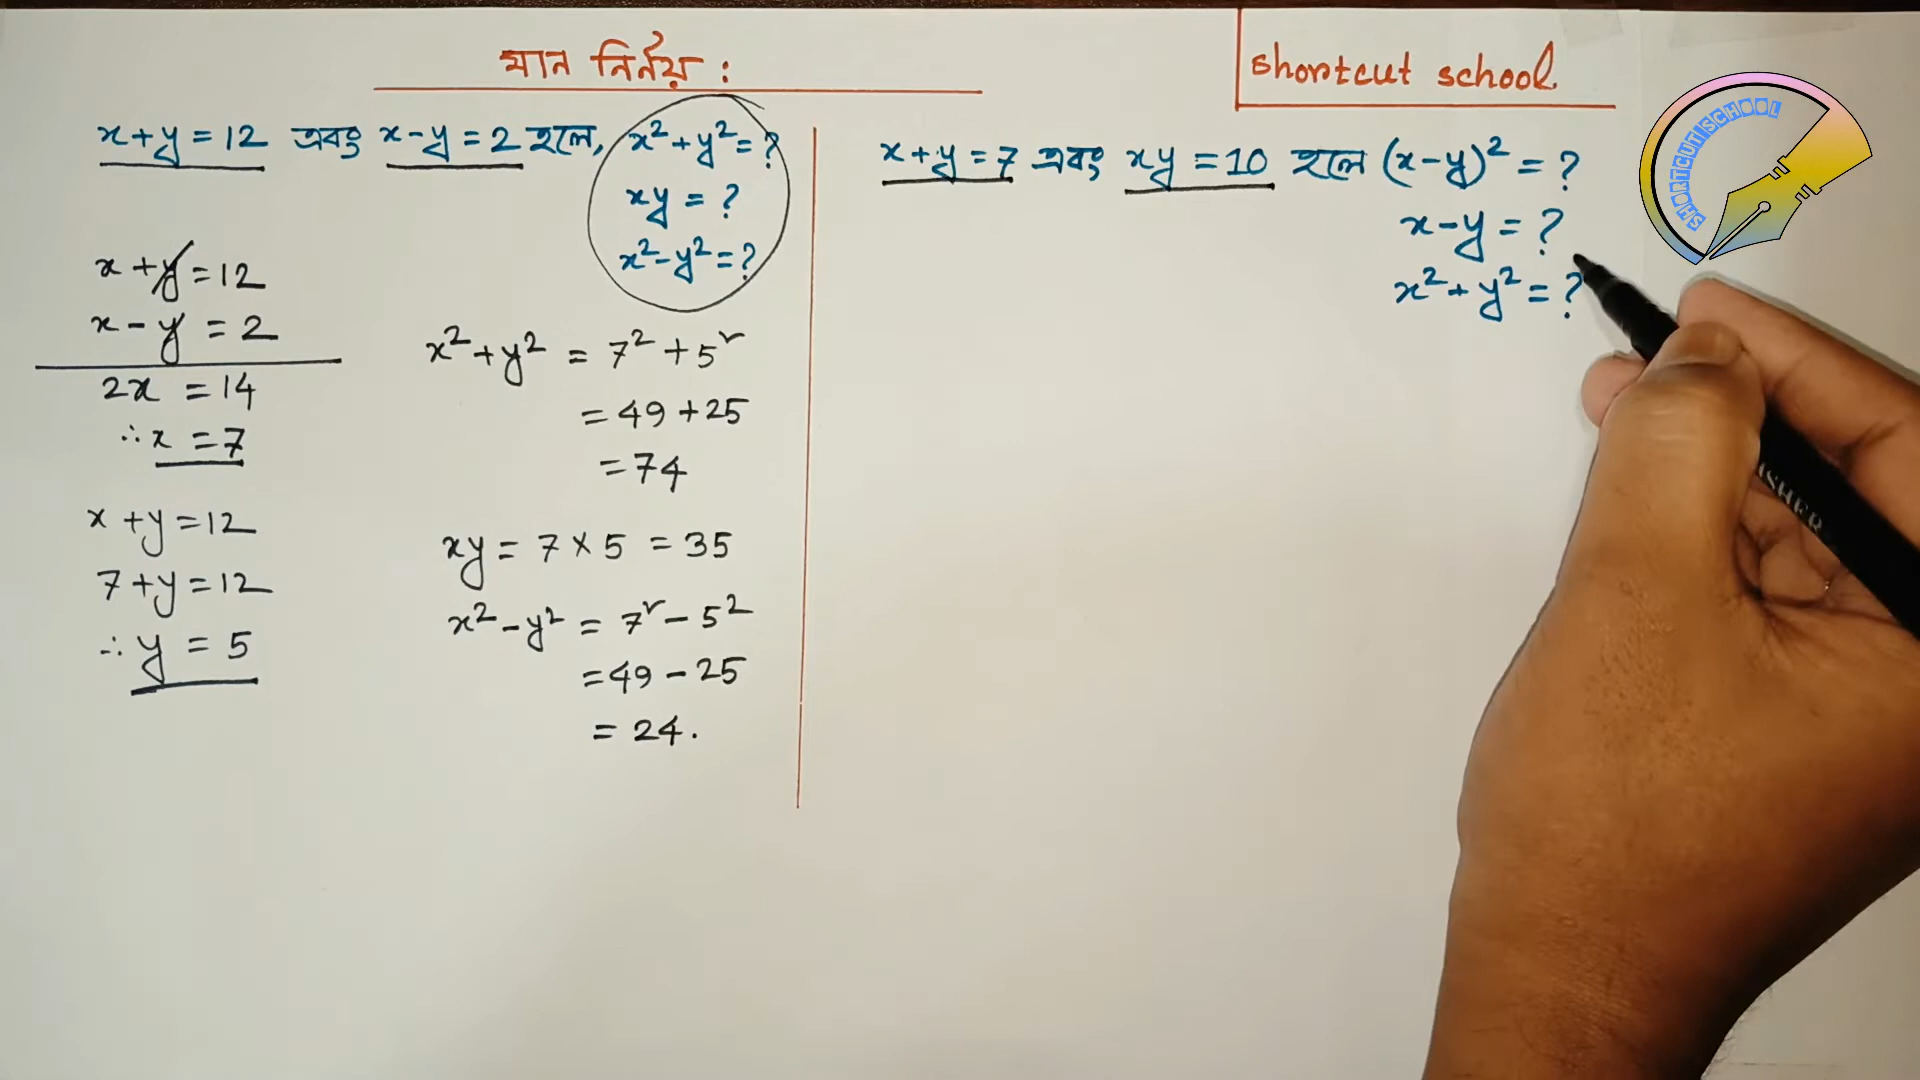 মান নির্ণয় :
shortcut school
SHORTCUT SCHOOL
x+y=12 এবং x-y=2 হলে, x²+y²=?
xy = ?
x²-y²=?
x+y=12
x-y=2
2x=14
∴x=7
x+y=12
7+y=12
∴y=5
x²+y² = 7²+5²
=49+25
=74
xy=7×5=35
x²-y²=7²-5²
=49-25
=24.
x+y=7 এবং xy=10 হলে (x-y)²=?
x-y=?
x²+y²=?